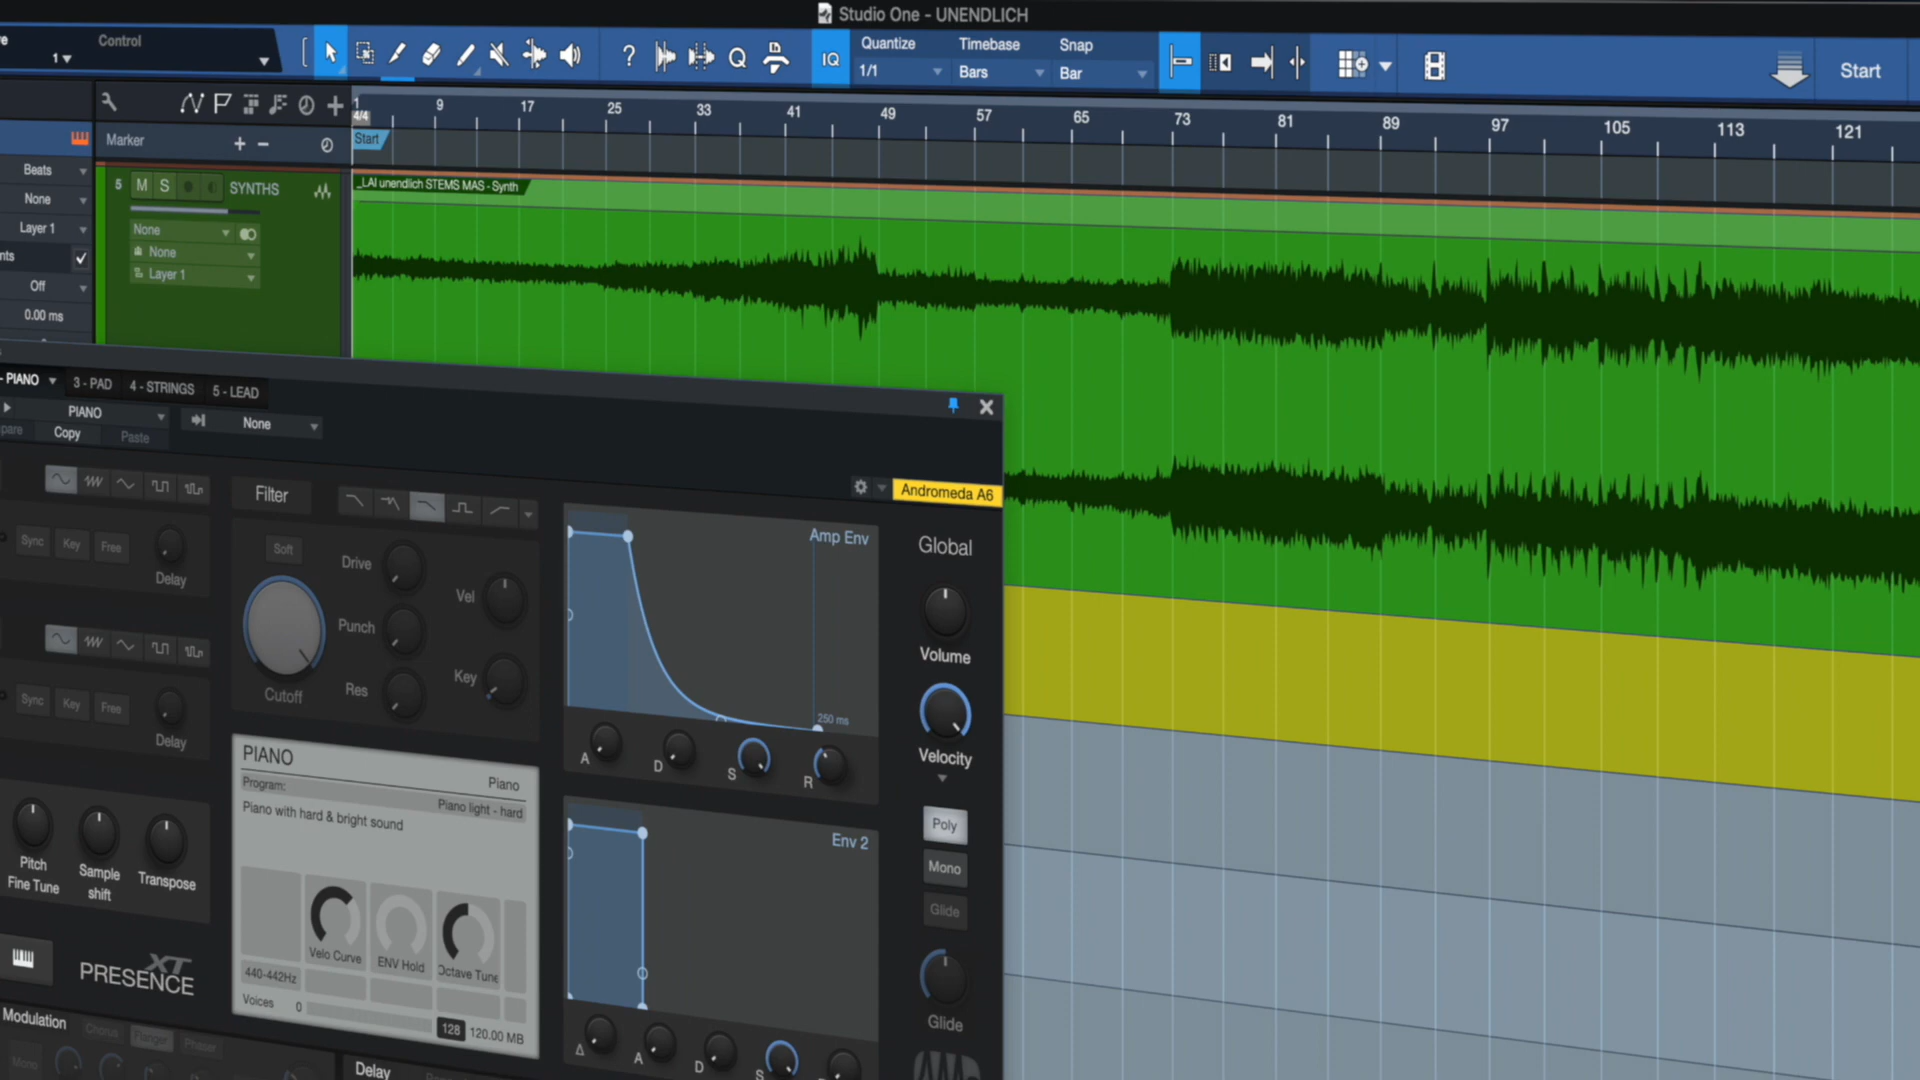 Studio One - UNENDLICH
1
Control
?
Q
IQ
Quantize
1/1
Timebase
Bars
Snap
Bar
Start
1
9
17
25
33
41
49
57
65
73
81
89
97
105
113
121
4/4
Marker
+ −
Start
Beats
None
Layer 1
Off
0.00 ms
5
M
S
SYNTHS
None
None
Layer 1
_LAI unendlich STEMS MAS - Synth
- PIANO
3 - PAD
4 - STRINGS
5 - LEAD
PIANO
None
Copy
Paste
Andromeda A6
Filter
Soft
Drive
Vel
Punch
Key
Res
Cutoff
Sync
Key
Free
Delay
Sync
Key
Free
Delay
Amp Env
250 ms
A
D
S
R
Global
Volume
Velocity
Poly
Mono
Glide
Glide
Env 2
A
D
S
PIANO
Piano
Program:
Piano light - hard
Piano with hard & bright sound
Velo Curve
ENV Hold
Octave Tune
440-442Hz
Voices
0
128
120.00 MB
Pitch
Fine Tune
Sample
shift
Transpose
PRESENCE XT
Modulation
Chorus
Flanger
Phaser
Mono
Delay